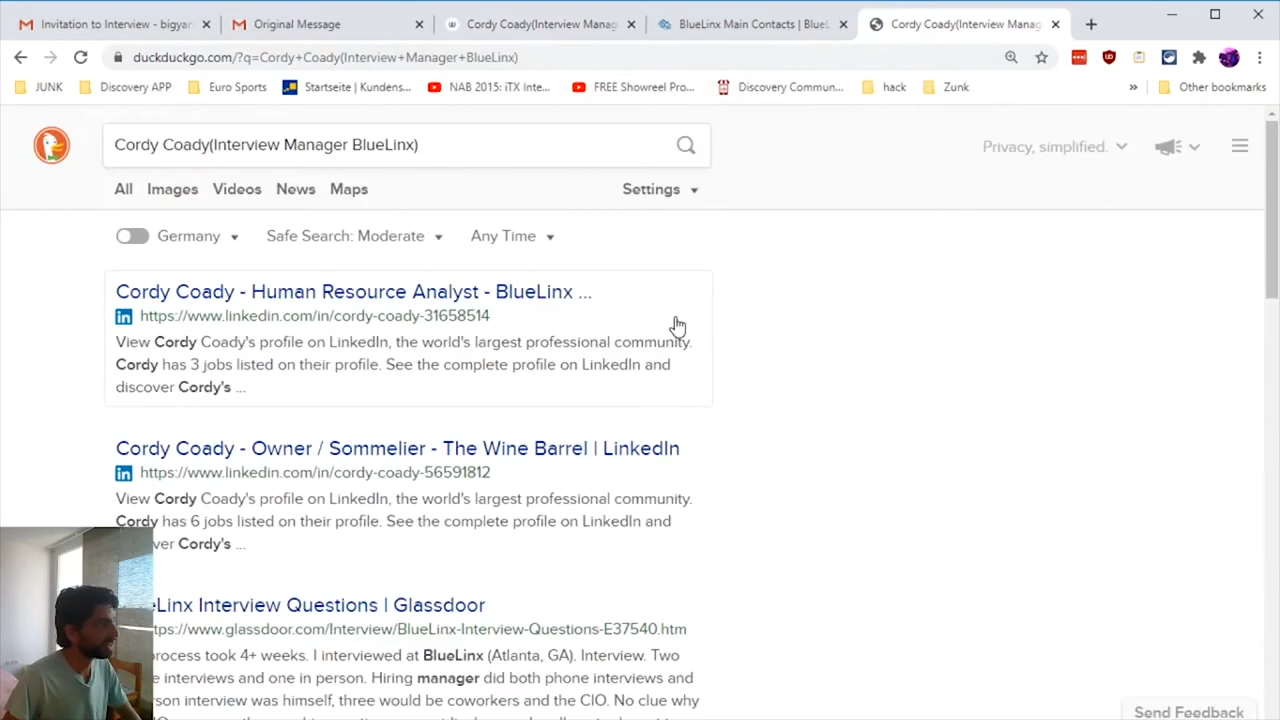 Invitation to Interview - bigyar
Original Message
Cordy Coady(Interview Manag
BlueLinx Main Contacts | BlueL
Cordy Coady(Interview Manag
duckduckgo.com/?q=Cordy+Coady(Interview+Manager+BlueLinx)
JUNK
Discovery APP
Euro Sports
Startseite | Kundens...
NAB 2015: iTX Inte...
FREE Showreel Pro...
Discovery Commun...
hack
Zunk
»
Other bookmarks
Cordy Coady(Interview Manager BlueLinx)
Privacy, simplified.
All Images Videos News Maps
Settings
Germany
Safe Search: Moderate
Any Time
Cordy Coady - Human Resource Analyst - BlueLinx ...
in https://www.linkedin.com/in/cordy-coady-31658514
View Cordy Coady's profile on LinkedIn, the world's largest professional community.
Cordy has 3 jobs listed on their profile. See the complete profile on LinkedIn and
discover Cordy's ...
Cordy Coady - Owner / Sommelier - The Wine Barrel | LinkedIn
in https://www.linkedin.com/in/cordy-coady-56591812
View Cordy Coady's profile on LinkedIn, the world's largest professional community.
Cordy has 6 jobs listed on their profile. See the complete profile on LinkedIn and
ver Cordy's ...
eLinx Interview Questions | Glassdoor
tps://www.glassdoor.com/Interview/BlueLinx-Interview-Questions-E37540.htm
process took 4+ weeks. I interviewed at BlueLinx (Atlanta, GA). Interview. Two
e interviews and one in person. Hiring manager did both phone interviews and
erson interview was himself, three would be coworkers and the CIO. No clue why
Send Feedback